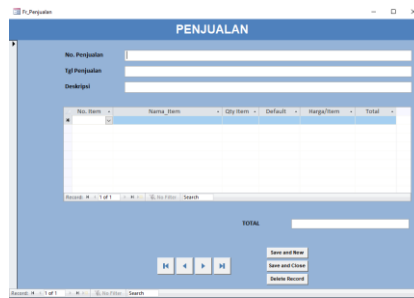 Fr_Penjualan
PENJUALAN
No. Penjualan
Tgl Penjualan
Deskripsi
No. Item Nama_Item Qty Item Default Harga/Item Total
Record: 1 of 1 No Filter Search
TOTAL
Save and New
Save and Close
Delete Record
Record: 1 of 1 No Filter Search